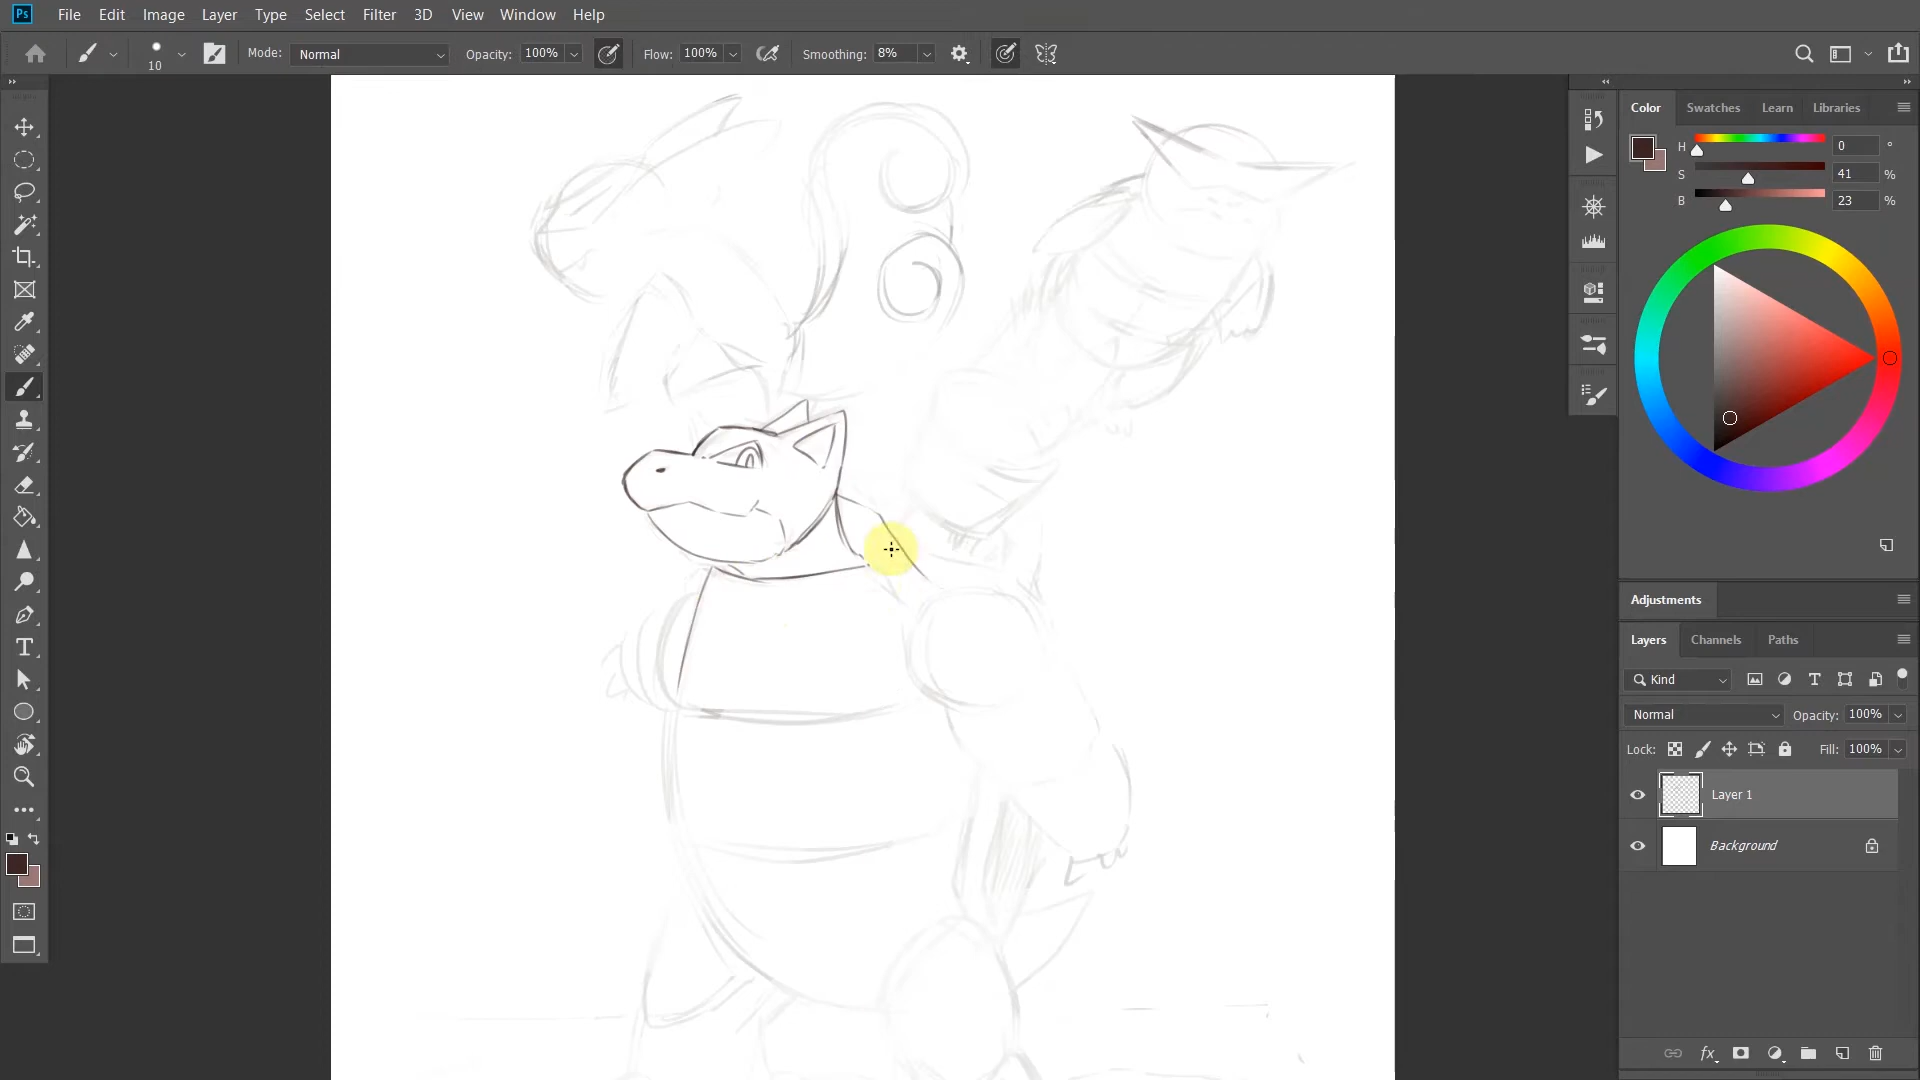 Ps File Edit Image Layer Type Select Filter 3D View Window Help
10 Mode: Normal Opacity: 100% Flow: 100% Smoothing: 8%
Color Swatches Learn Libraries
H 0 °
S 41 %
B 23 %
Adjustments
Layers Channels Paths
Kind
Normal Opacity: 100%
Lock: Fill: 100%
Layer 1
Background
fx